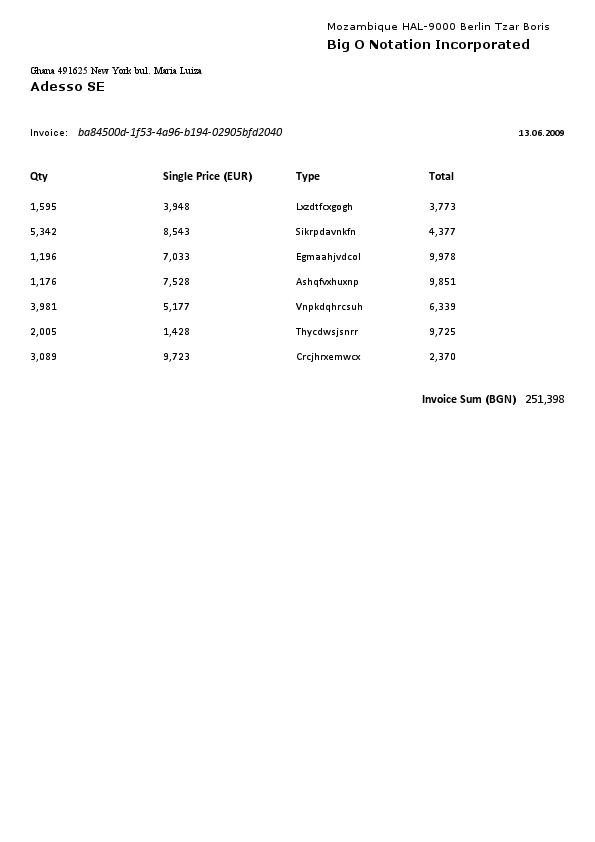 Mozambique HAL-9000 Berlin Tzar Boris
Big O Notation Incorporated
Ghana 491625 New York bul. Maria Luiza
Adesso SE
Invoice: ba84500d-1f53-4a96-b194-02905bfd2040 13.06.2009
Qty Single Price (EUR) Type Total
1,595 3,948 Lxzdtfcxgogh 3,773
5,342 8,543 Sikrpdavnkfn 4,377
1,196 7,033 Egmaahjvdcol 9,978
1,176 7,528 Ashqfvxhuxnp 9,851
3,981 5,177 Vnpkdqhrcsuh 6,339
2,005 1,428 Thycdwsjsnrr 9,725
3,089 9,723 Crcjhrxemwcx 2,370
Invoice Sum (BGN) 251,398